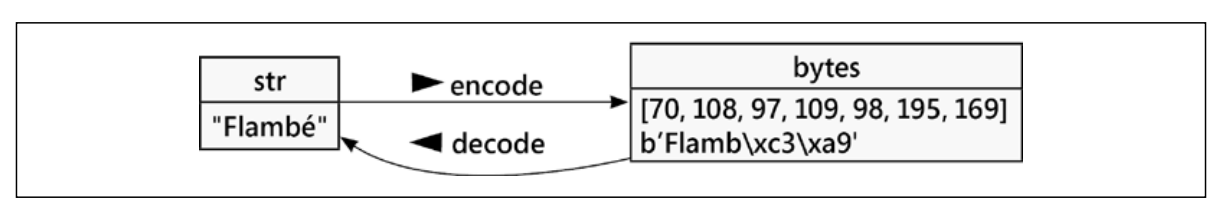 str
"Flambé"
► encode
◄ decode
bytes
[70, 108, 97, 109, 98, 195, 169]
b’Flamb\xc3\xa9'